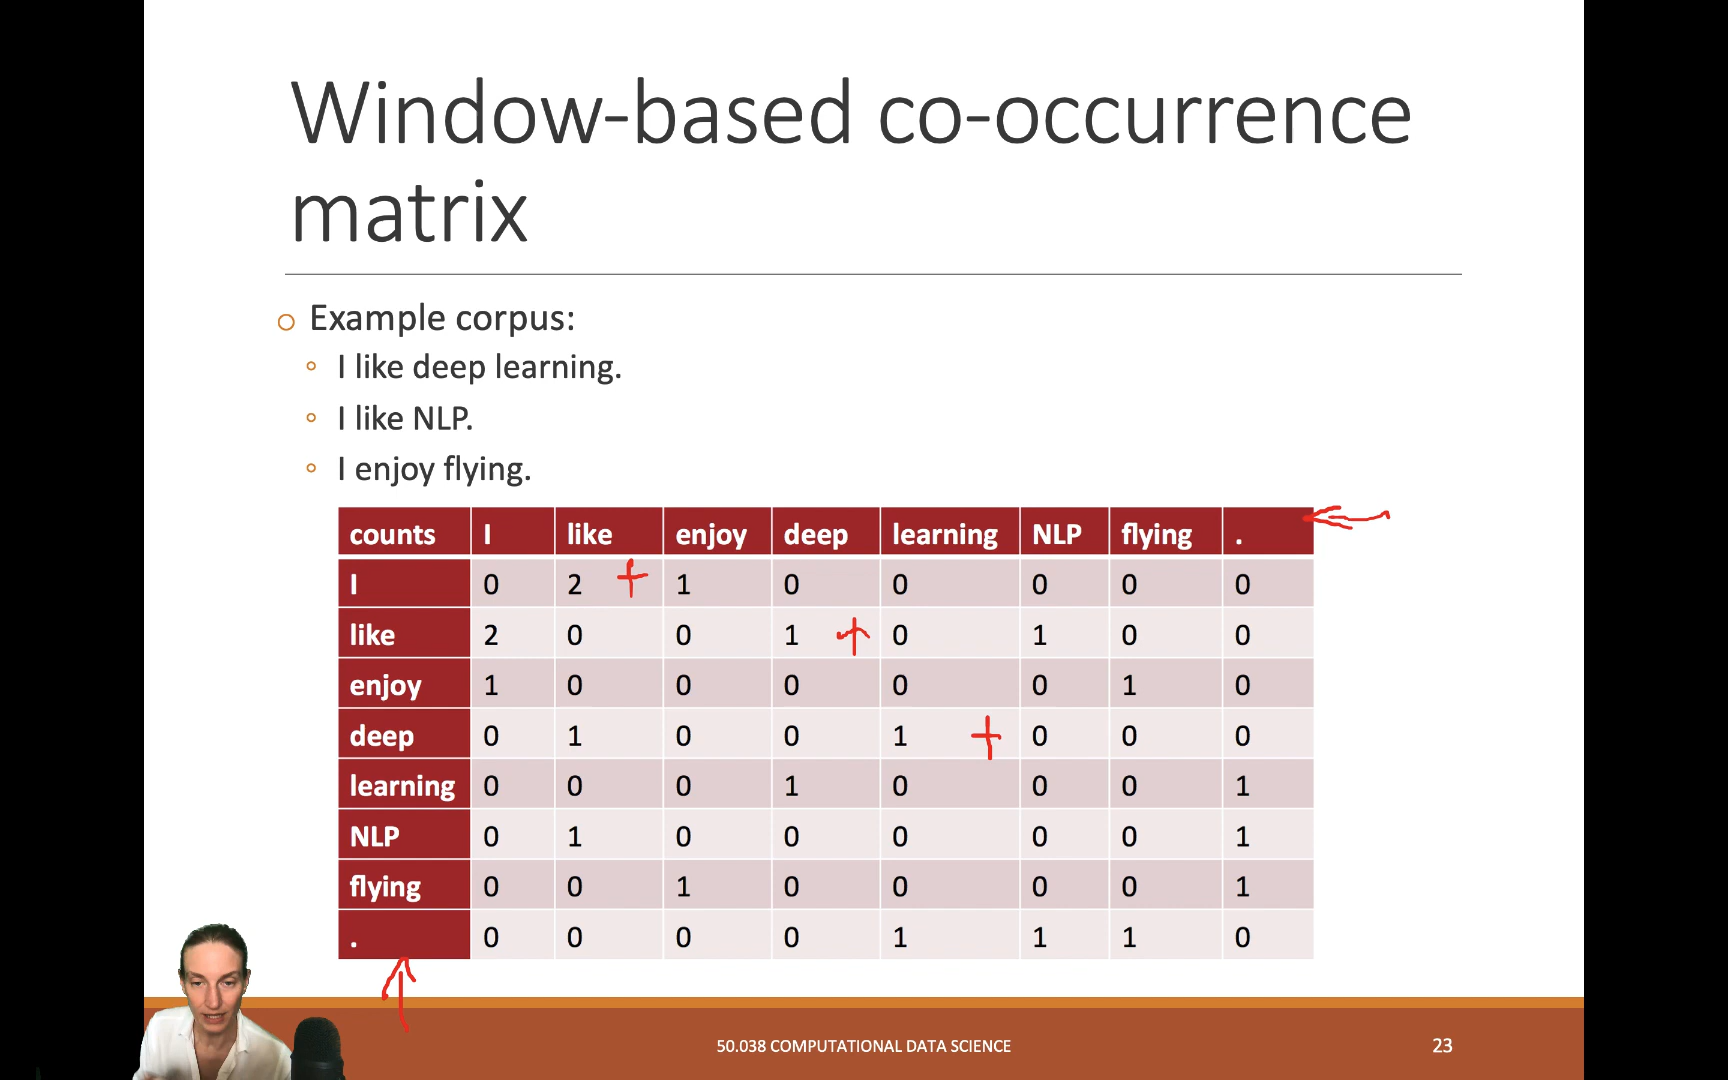 Window-based co-occurrence
matrix
Example corpus:
I like deep learning.
I like NLP.
I enjoy flying.
counts I like enjoy deep learning NLP flying .
I 0 2 + 1 0 0 0 0 0
like 2 0 0 1 + 0 1 0 0
enjoy 1 0 0 0 0 0 1 0
deep 0 1 0 0 1 + 0 0 0
learning 0 0 0 1 0 0 0 1
NLP 0 1 0 0 0 0 0 1
flying 0 0 1 0 0 0 0 1
. 0 0 0 0 1 1 1 0
50.038 COMPUTATIONAL DATA SCIENCE 23